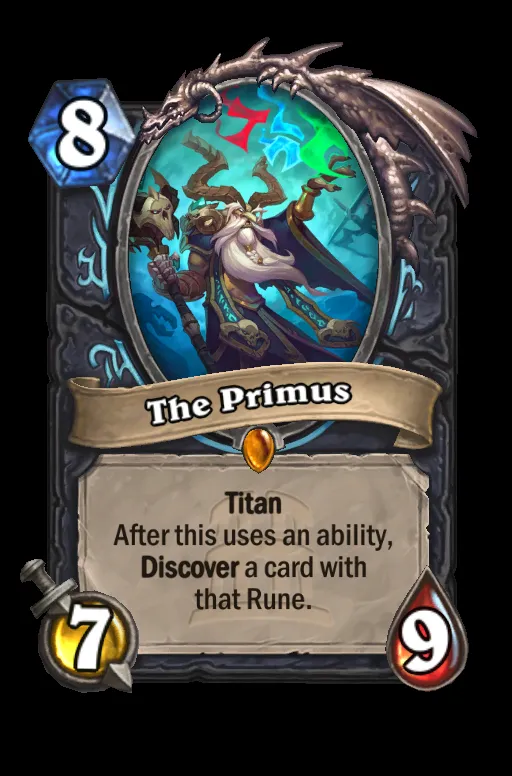 8
The Primus
Titan
After this uses an ability,
Discover a card with
that Rune.
7
9